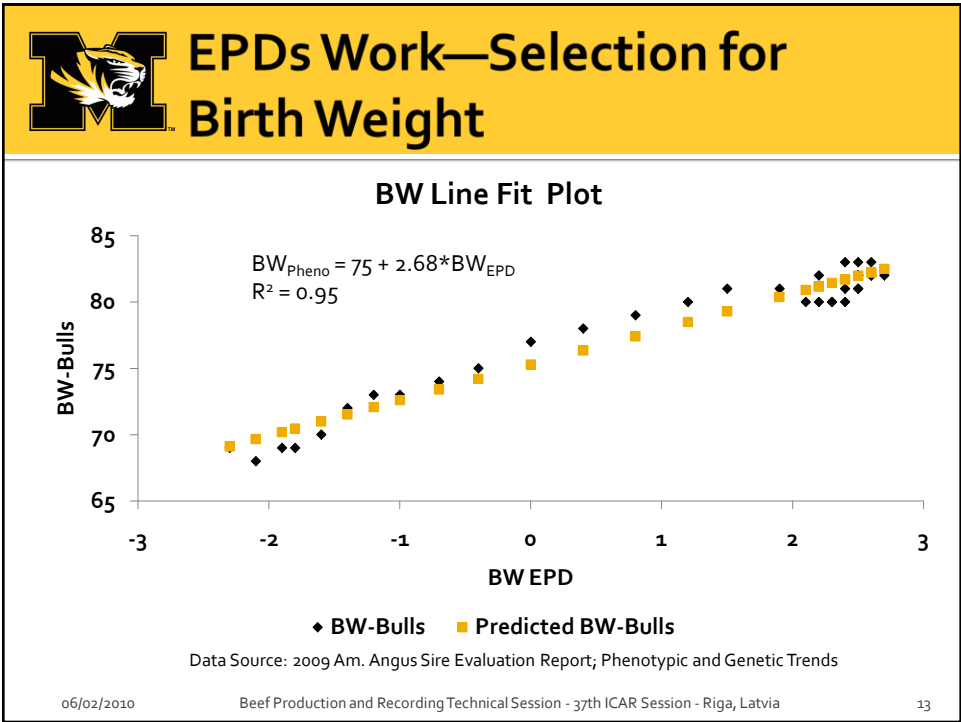 EPDs Work—Selection for
Birth Weight
BW Line Fit Plot
BW_Pheno = 75 + 2.68*BW_EPD
R² = 0.95
85
80
75
70
65
BW-Bulls
-3 -2 -1 0 1 2 3
BW EPD
BW-Bulls Predicted BW-Bulls
Data Source: 2009 Am. Angus Sire Evaluation Report; Phenotypic and Genetic Trends
06/02/2010 Beef Production and Recording Technical Session - 37th ICAR Session - Riga, Latvia 13